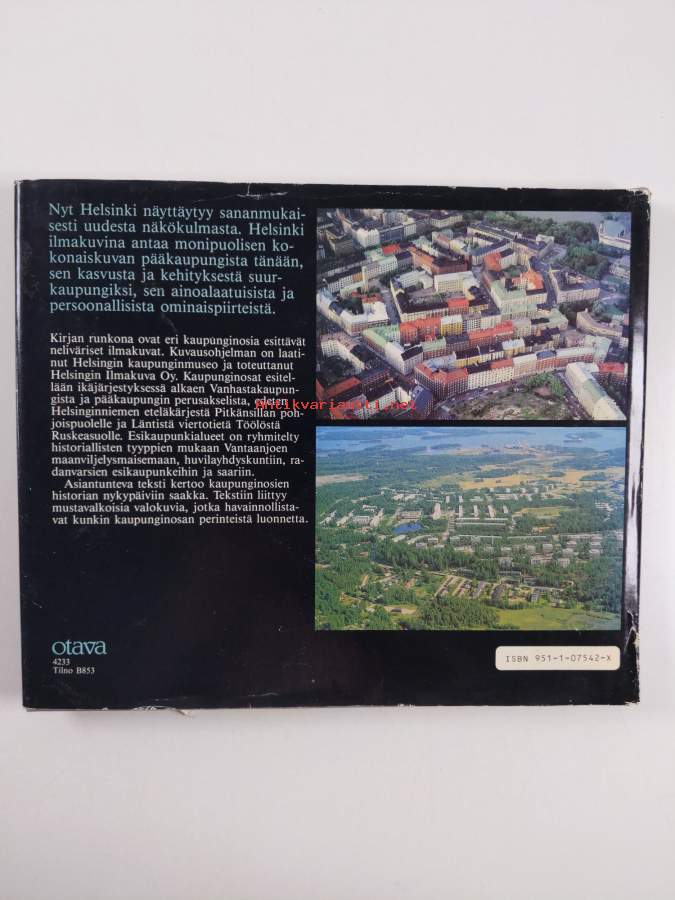 Nyt Helsinki näyttäytyy sananmukai-
sesti uudesta näkökulmasta. Helsinki
ilmakuvina antaa monipuolisen ko-
konaiskuvan pääkaupungista tänään,
sen kasvusta ja kehityksestä suur-
kaupungiksi, sen ainoalaatuisista ja
persoonallisista ominaispiirteistä.
Kirjan runkona ovat eri kaupunginosia esittävät
neliväriset ilmakuvat. Kuvausohjelman on laati-
nut Helsingin kaupunginmuseo ja toteuttanut
Helsingin Ilmakuva Oy. Kaupunginosat esitel-
lään ikäjärjestyksessä alkaen Vanhastakaupun-
gista ja pääkaupungin perusakselista, eteen
Helsinginniemen eteläkärjestä Pitkänsillan poh-
joispuolelle ja Läntistä viertotietä Töölöstä
Ruskeasuolle. Esikaupunkialueet on ryhmitelty
historiallisten tyyppien mukaan Vantaanjoen
maanviljelysmaisemaan, huvilayhdyskuntiin, ra-
danvarsien esikaupunkeihin ja saariin.
Asiantunteva teksti kertoo kaupunginosien
historian nykypäiviin saakka. Tekstiin liittyy
mustavalkoisia valokuvia, jotka havainnollista-
vat kunkin kaupunginosan perinteistä luonnetta.
Antikvariaatti.net
otava
4233
Tilno B853
ISBN 951-1-07542-X